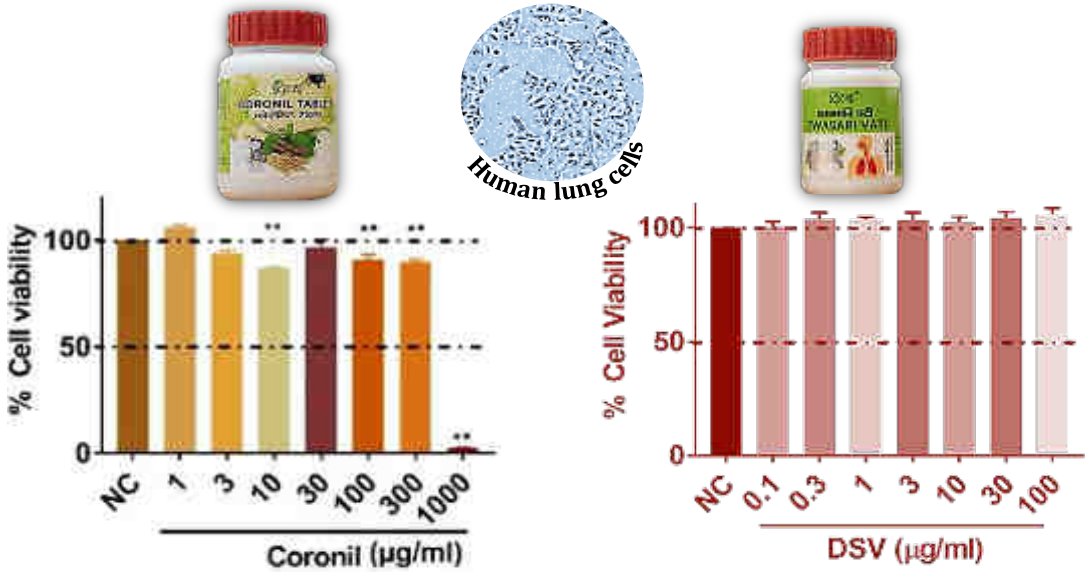 CORONIL TABLET
SWASARI VATI
Human lung cells
% Cell viability
100
50
0
**
**
**
**
NC
1
3
10
30
100
300
1000
Coronil (µg/ml)
% Cell Viability
100
50
0
NC
0.1
0.3
1
3
10
30
100
DSV (µg/ml)